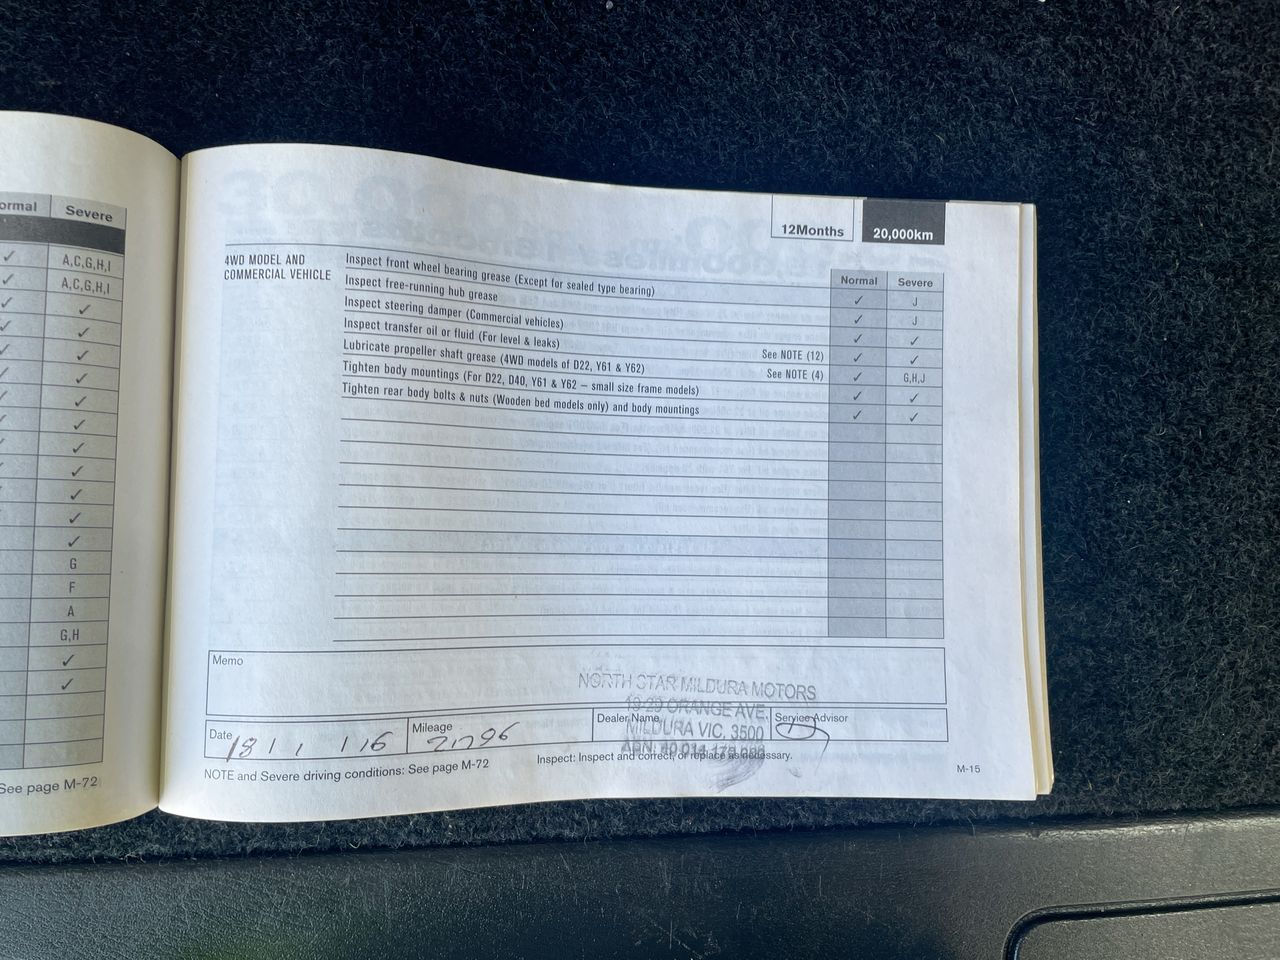 ormal Severe
✓ A,C,G,H,I
✓ A,C,G,H,I
✓ ✓
✓ ✓
✓ ✓
✓ ✓
✓ ✓
✓ ✓
✓ ✓
✓ ✓
✓ ✓
✓ ✓
✓ ✓
G
F
A
G,H
✓
✓
See page M-72
12Months 20,000km
Normal Severe
4WD MODEL AND
COMMERCIAL VEHICLE
Inspect front wheel bearing grease (Except for sealed type bearing) ✓ J
Inspect free-running hub grease ✓ J
Inspect steering damper (Commercial vehicles) ✓ ✓
Inspect transfer oil or fluid (For level & leaks) See NOTE (12) ✓ ✓
Lubricate propeller shaft grease (4WD models of D22, Y61 & Y62) See NOTE (4) ✓ G,H,J
Tighten body mountings (For D22, D40, Y61 & Y62 – small size frame models) ✓ ✓
Tighten rear body bolts & nuts (Wooden bed models only) and body mountings ✓ ✓
Memo
NORTH STAR MILDURA MOTORS
ORANGE AVE,
MILDURA VIC, 3500
ABN:
Date 18 / 1 / 16
Mileage 21796
Dealer Name
Service Advisor
NOTE and Severe driving conditions: See page M-72
Inspect: Inspect and correct, or replace as necessary.
M-15